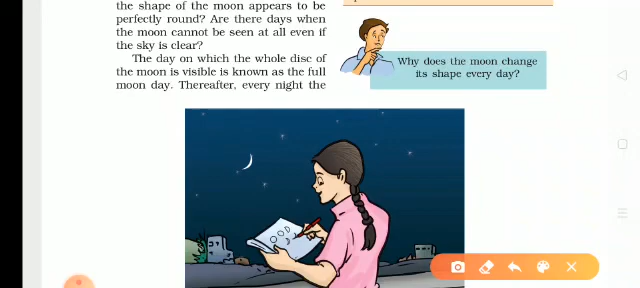 the shape of the moon appears to be
perfectly round? Are there days when
the moon cannot be seen at all even if
the sky is clear?
The day on which the whole disc of
the moon is visible is known as the full
moon day. Thereafter, every night the
Why does the moon change
its shape every day?